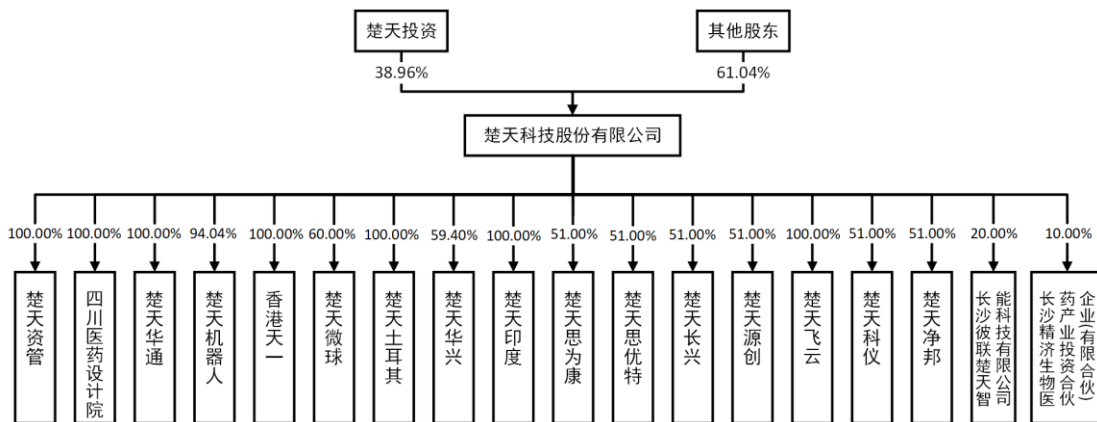 楚天投资
其他股东
38.96%
61.04%
楚天科技股份有限公司
100.00%
100.00%
100.00%
94.04%
100.00%
60.00%
100.00%
59.40%
100.00%
51.00%
51.00%
51.00%
51.00%
100.00%
51.00%
51.00%
20.00%
10.00%
楚天资管
四川医药设计院
楚天华通
楚天机器人
香港天一
楚天微球
楚天土耳其
楚天华兴
楚天印度
楚天思为康
楚天思优特
楚天长兴
楚天源创
楚天飞云
楚天科仪
楚天净邦
长沙彼联楚天智
能科技有限公司
长沙精济生物医
药产业投资合伙
企业(有限合伙)